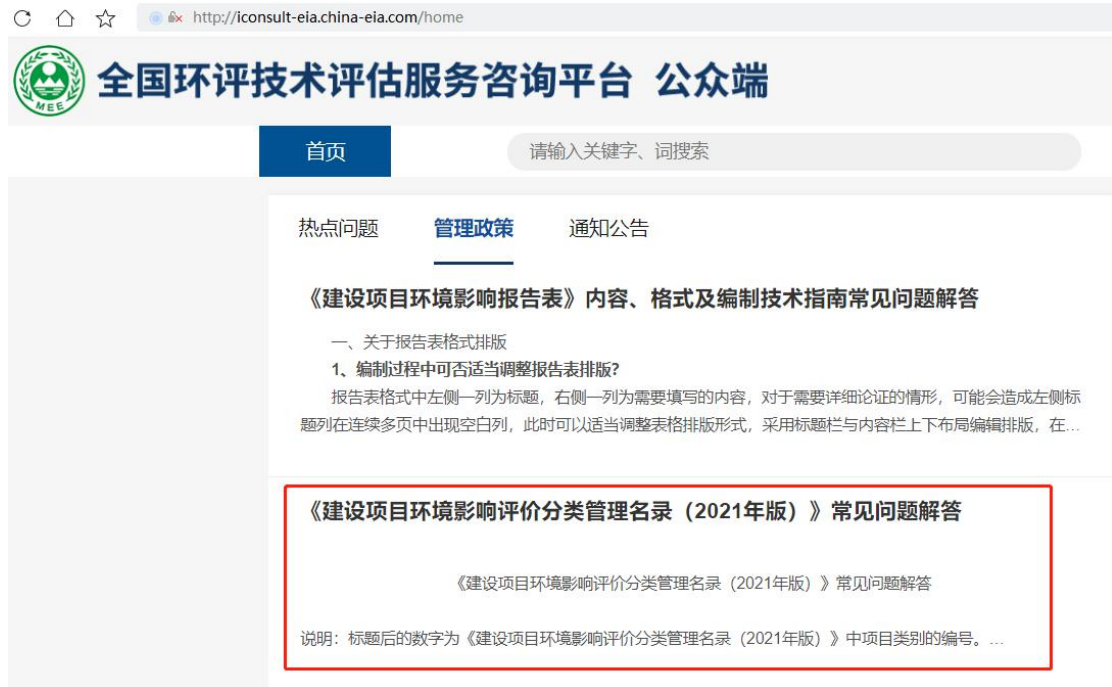 http://iconsult-eia.china-eia.com/home
MEE
全国环评技术评估服务咨询平台 公众端
首页
请输入关键字、词搜索
热点问题
管理政策
通知公告
《建设项目环境影响报告表》内容、格式及编制技术指南常见问题解答
一、关于报告表格式排版
1、编制过程中可否适当调整报告表排版?
报告表格式中左侧一列为标题，右侧一列为需要填写的内容，对于需要详细论证的情形，可能会造成左侧标
题列在连续多页中出现空白列，此时可以适当调整表格排版形式，采用标题栏与内容栏上下布局编辑排版，在...
《建设项目环境影响评价分类管理名录（2021年版）》常见问题解答
《建设项目环境影响评价分类管理名录（2021年版）》常见问题解答
说明：标题后的数字为《建设项目环境影响评价分类管理名录（2021年版）》中项目类别的编号。...